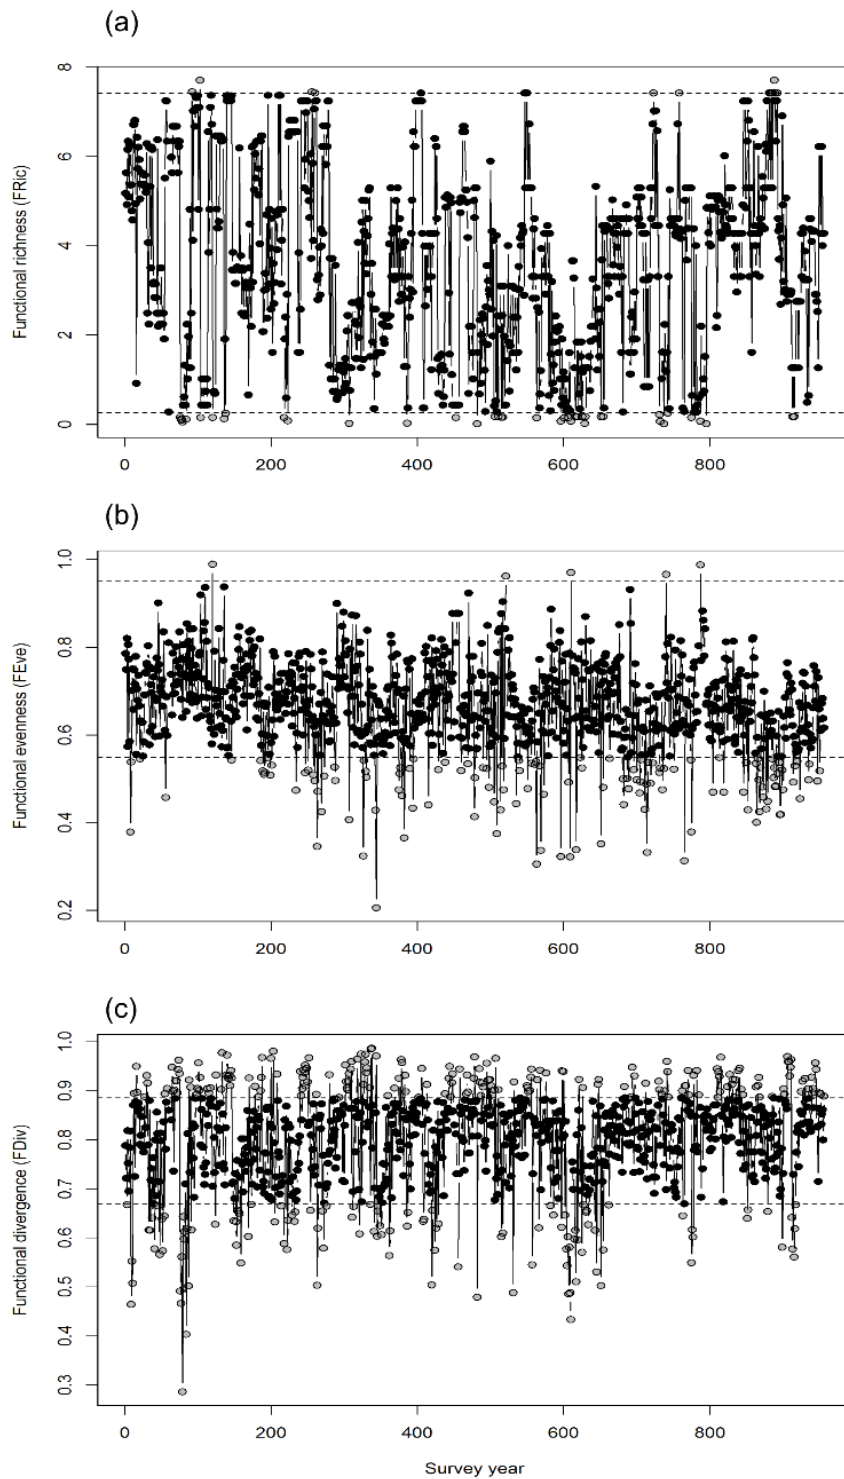 (a)
8
6
4
2
0
Functional richness (FRic)
0 200 400 600 800
(b)
1.0
0.8
0.6
0.4
0.2
Functional evenness (FEve)
0 200 400 600 800
(c)
1.0
0.9
0.8
0.7
0.6
0.5
0.4
0.3
Functional divergence (FDiv)
0 200 400 600 800
Survey year